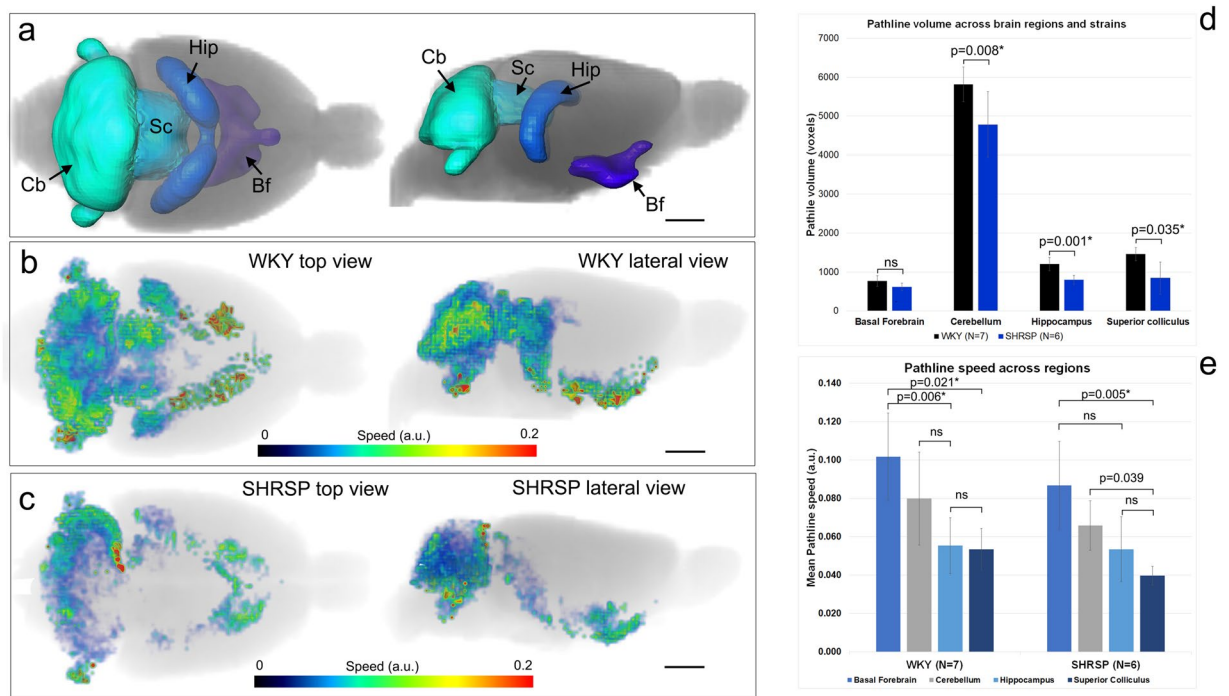 a
Hip
Sc
Cb
Bf
Cb
Sc
Hip
Bf
b
WKY top view
WKY lateral view
0
Speed (a.u.)
0.2
c
SHRSP top view
SHRSP lateral view
0
Speed (a.u.)
0.2
d
Pathline volume across brain regions and strains
Pathile volume (voxels)
7000
6000
5000
4000
3000
2000
1000
0
ns
p=0.008*
p=0.001*
p=0.035*
Basal Forebrain
Cerebellum
Hippocampus
Superior colliculus
WKY (N=7)
SHRSP (N=6)
e
Pathline speed across regions
Mean Pathline speed (a.u.)
0.140
0.120
0.100
0.080
0.060
0.040
0.020
0.000
p=0.021*
p=0.006*
ns
ns
p=0.005*
ns
p=0.039
ns
WKY (N=7)
SHRSP (N=6)
Basal Forebrain
Cerebellum
Hippocampus
Superior Colliculus